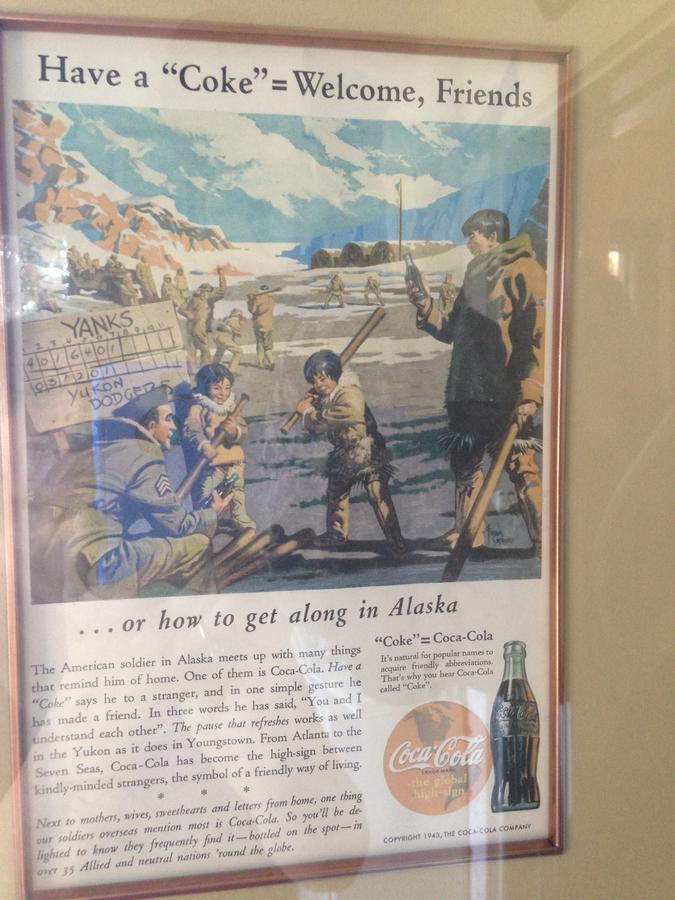 Have a “Coke”=Welcome, Friends
YANKS
YUKON
DODGERS
...or how to get along in Alaska
The American soldier in Alaska meets up with many things
that remind him of home. One of them is Coca-Cola. Have a
“Coke” says he to a stranger, and in one simple gesture he
has made a friend. In three words he has said, “You and I
understand each other”. The pause that refreshes works as well
in the Yukon as it does in Youngstown. From Atlanta to the
Seven Seas, Coca-Cola has become the high-sign between
kindly-minded strangers, the symbol of a friendly way of living.
* * *
Next to mothers, wives, sweethearts and letters from home, one thing
our soldiers overseas mention most is Coca-Cola. So you'll be de-
lighted to know they frequently find it—bottled on the spot—in
over 35 Allied and neutral nations 'round the globe.
“Coke”= Coca-Cola
It's natural for popular names to
acquire friendly abbreviations.
That's why you hear Coca-Cola
called “Coke”.
Coca-Cola
TRADE-MARK
-the global
high-sign
Coca-Cola
COPYRIGHT 1943, THE COCA-COLA COMPANY